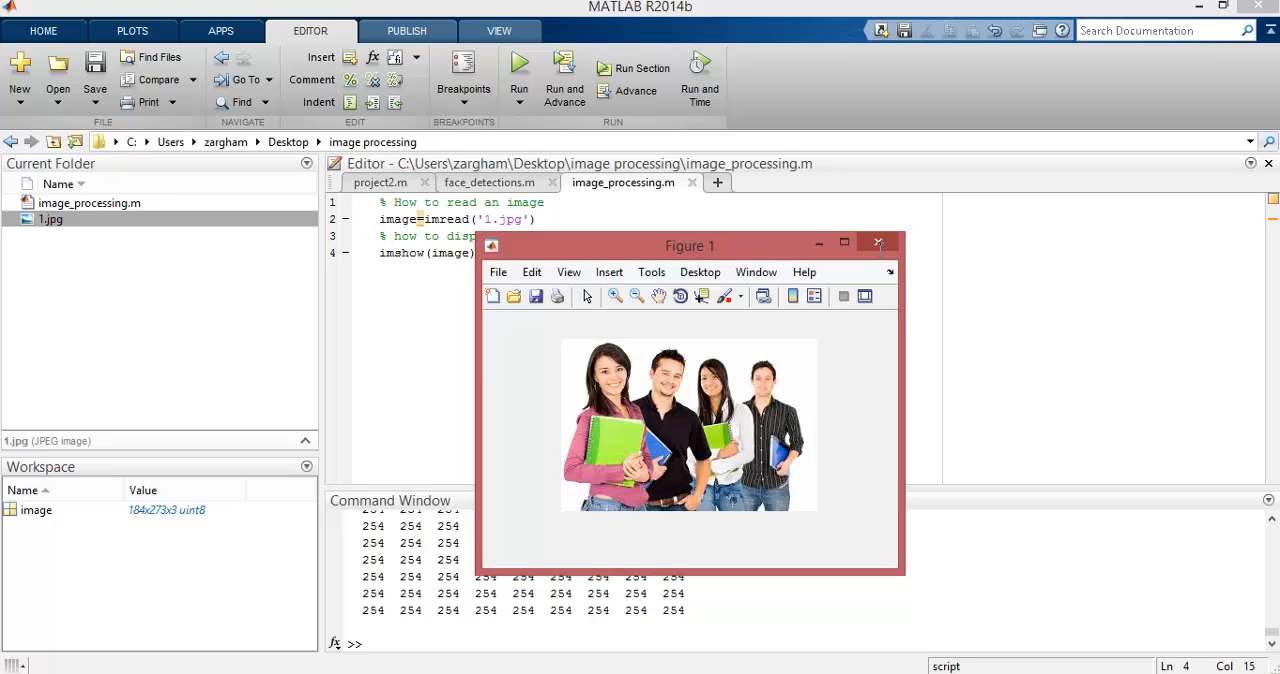 MATLAB R2014b
HOME PLOTS APPS EDITOR PUBLISH VIEW
Search Documentation
New Open Save Find Files Compare Print
Go To Find
Insert Comment Indent
Breakpoints
Run Run and Advance Run Section Advance Run and Time
FILE NAVIGATE EDIT BREAKPOINTS RUN
C: Users zargham Desktop image processing
Current Folder
Name
image_processing.m
1.jpg
1.jpg (JPEG image)
Workspace
Name Value
image 184x273x3 uint8
Editor - C:\Users\zargham\Desktop\image processing\image_processing.m
project2.m face_detections.m image_processing.m
1 % How to read an image
2 image=imread('1.jpg')
3 % how to disp
4 imshow(image)
Figure 1
File Edit View Insert Tools Desktop Window Help
Command Window
254 254 254
254 254 254
254 254 254
254 254 254 254 254 254 254 254 254
254 254 254 254 254 254 254 254 254
254 254 254 254 254 254 254 254 254
fx >>
script Ln 4 Col 15